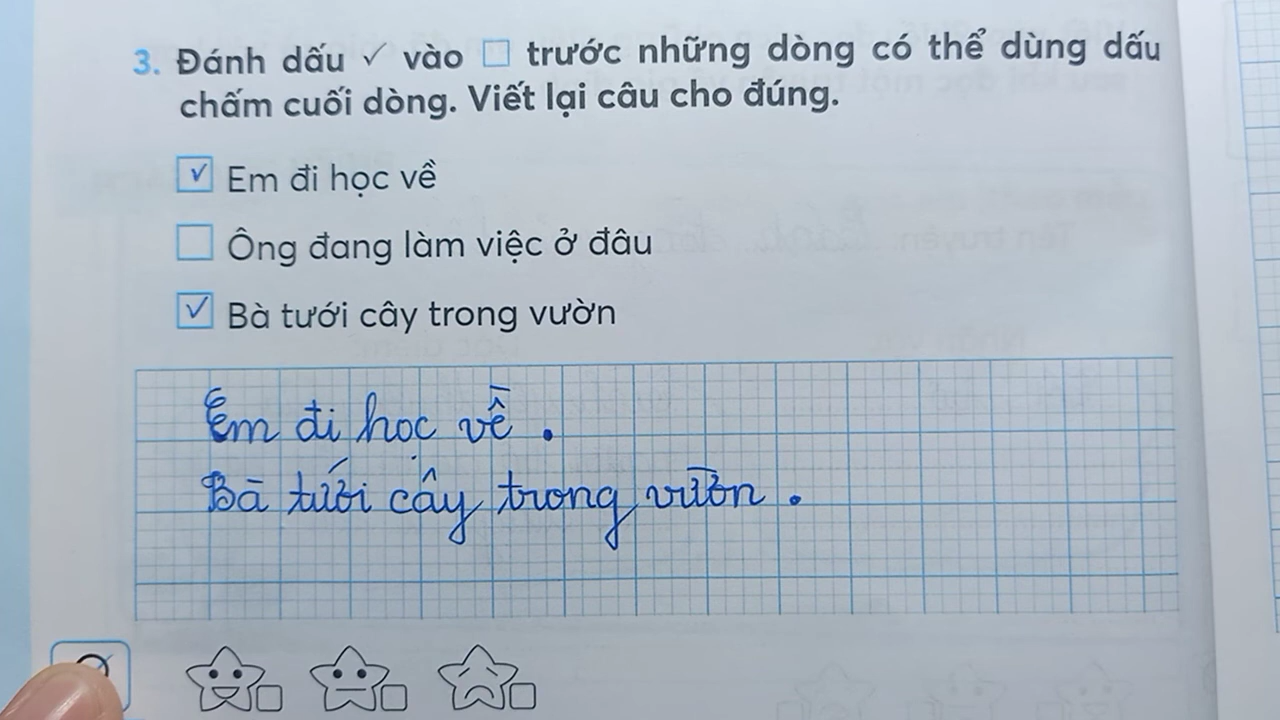 3. Đánh dấu ✓ vào □ trước những dòng có thể dùng dấu
chấm cuối dòng. Viết lại câu cho đúng.
☑ Em đi học về
□ Ông đang làm việc ở đâu
☑ Bà tưới cây trong vườn
Em đi học về .
Bà tưới cây trong vườn .